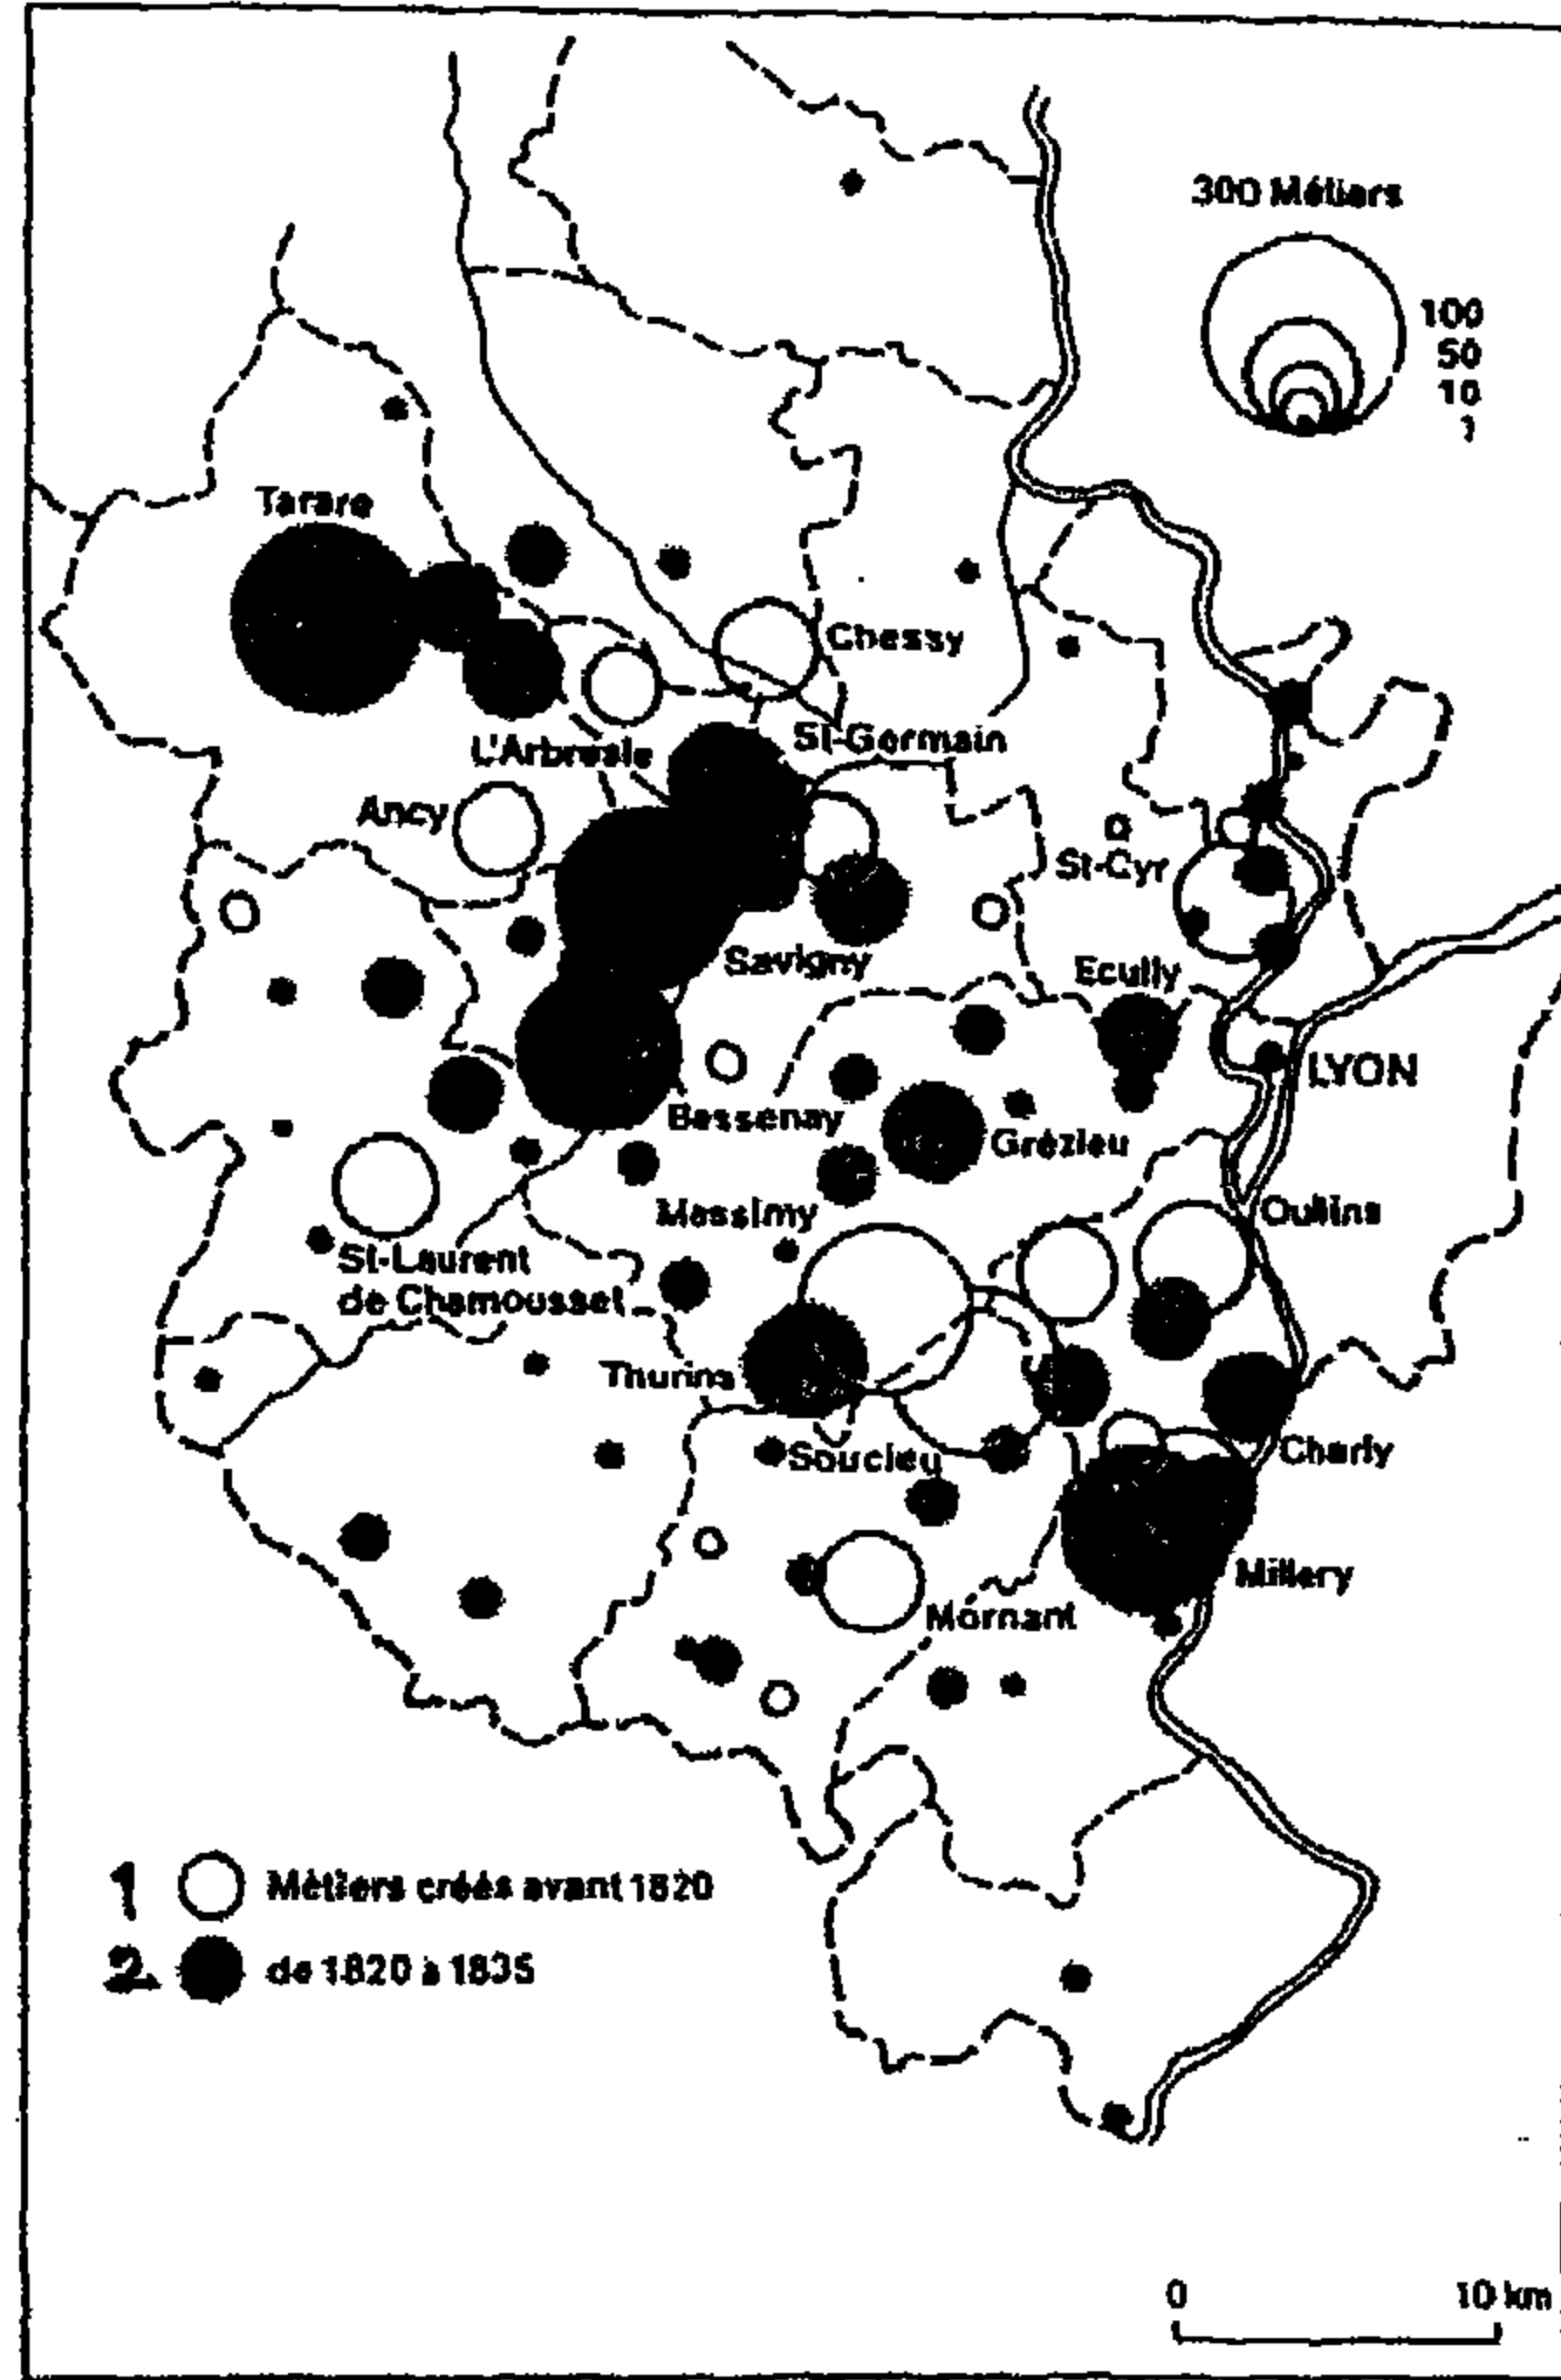 300 Métiers
100
50
10
1
Tarare
Chessy
St-Germain
L'Arbresle
Ancy
St-Cyr
Savigny
Ecully
LYON
Bessenay
Grézieu
Messimy
Oullins
St-Laurent
de Chamousset
Thurins
Soucieu
Charly
Millery
Mornant
1 Métiers créés avant 1820
2 de 1820 à 1835
0 10 km